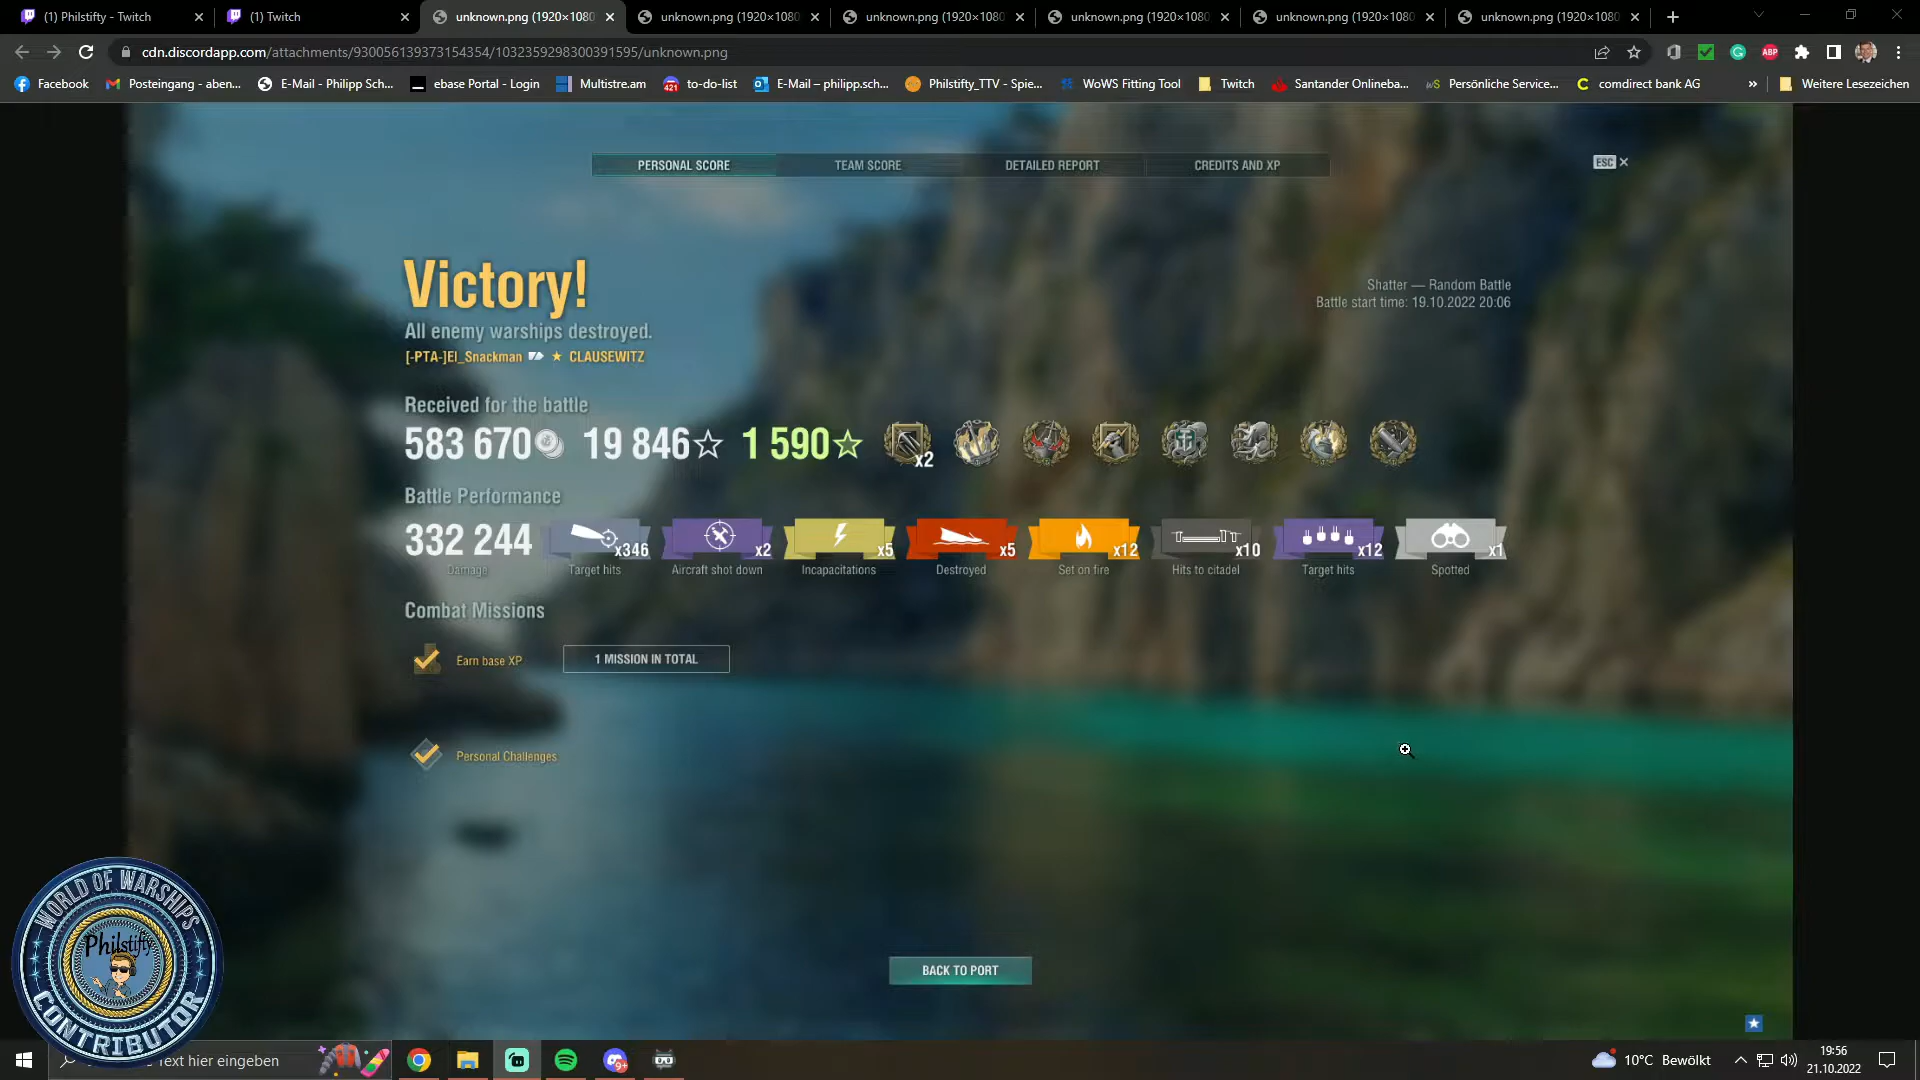 (1) Philstifty - Twitch
(1) Twitch
unknown.png (1920×1080
unknown.png (1920×1080
unknown.png (1920×1080
unknown.png (1920×1080
unknown.png (1920×1080
unknown.png (1920×1080
cdn.discordapp.com/attachments/930056139373154354/1032359298300391595/unknown.png
ABP
Facebook
Posteingang - aben...
E-Mail - Philipp Sch...
ebase Portal - Login
Multistre.am
421
to-do-list
E-Mail – philipp.sch...
Philstifty_TTV - Spie...
WoWS Fitting Tool
Twitch
Santander Onlineba...
Persönliche Service...
comdirect bank AG
»
Weitere Lesezeichen
PERSONAL SCORE
TEAM SCORE
DETAILED REPORT
CREDITS AND XP
ESC
Victory!
Shatter — Random Battle
Battle start time: 19.10.2022 20:06
All enemy warships destroyed.
[-PTA-]El_Snackman ★ CLAUSEWITZ
Received for the battle
583 670 19 846 1 590
x2
Battle Performance
332 244
x346
x2
x5
x5
x12
x10
x12
x1
Damage
Target hits
Aircraft shot down
Incapacitations
Destroyed
Set on fire
Hits to citadel
Target hits
Spotted
Combat Missions
Earn base XP
1 MISSION IN TOTAL
Personal Challenges
BACK TO PORT
WORLD OF WARSHIPS
Philstifty
CONTRIBUTOR
Text hier eingeben
9+
10°C Bewölkt
19:56
21.10.2022